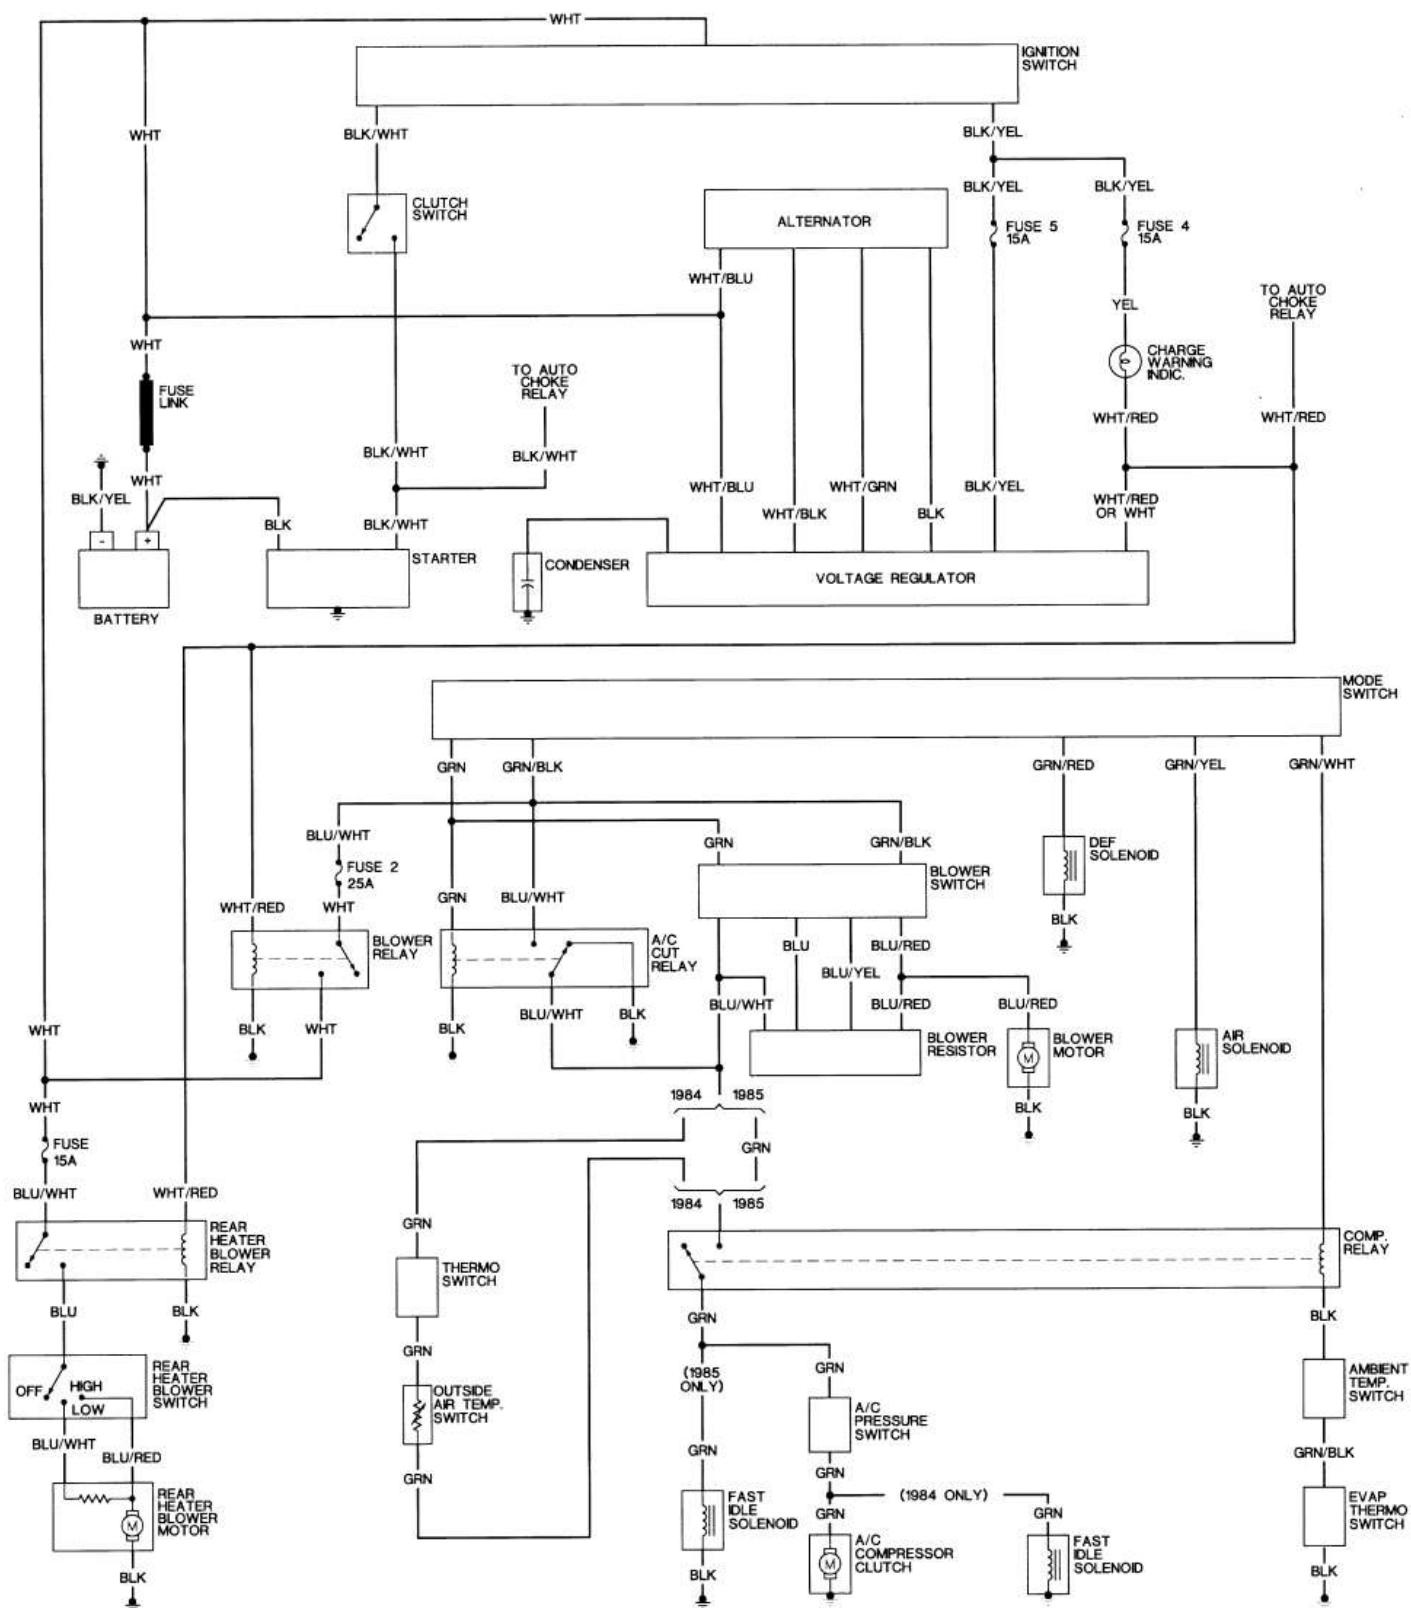 WHT
IGNITION
SWITCH
WHT
BLK/WHT
BLK/YEL
CLUTCH
SWITCH
BLK/YEL
BLK/YEL
ALTERNATOR
FUSE 5
15A
FUSE 4
15A
WHT/BLU
TO AUTO
CHOKE
RELAY
YEL
WHT
CHARGE
WARNING
INDIC.
TO AUTO
CHOKE
RELAY
FUSE
LINK
WHT/RED
WHT/RED
BLK/WHT
BLK/WHT
WHT
BLK/YEL
WHT/BLU
WHT/GRN
BLK/YEL
WHT/RED
OR WHT
WHT/BLK
BLK
BLK
BLK/WHT
-
+
STARTER
CONDENSER
VOLTAGE REGULATOR
BATTERY
MODE
SWITCH
GRN
GRN/BLK
GRN/RED
GRN/YEL
GRN/WHT
BLU/WHT
GRN
GRN/BLK
DEF
SOLENOID
FUSE 2
25A
BLOWER
SWITCH
WHT/RED
WHT
GRN
BLU/WHT
BLK
BLOWER
RELAY
A/C
CUT
RELAY
BLU
BLU/RED
BLU/YEL
BLU/WHT
BLU/RED
BLU/RED
BLK
WHT
BLK
BLU/WHT
BLK
WHT
BLOWER
RESISTOR
M
BLOWER
MOTOR
AIR
SOLENOID
1984
1985
WHT
BLK
BLK
FUSE
15A
GRN
BLU/WHT
WHT/RED
1984
1985
GRN
REAR
HEATER
BLOWER
RELAY
COMP.
RELAY
THERMO
SWITCH
BLU
BLK
GRN
BLK
GRN
(1985
ONLY)
GRN
REAR
HEATER
BLOWER
SWITCH
OFF
HIGH
LOW
AMBIENT
TEMP.
SWITCH
OUTSIDE
AIR TEMP.
SWITCH
A/C
PRESSURE
SWITCH
BLU/WHT
BLU/RED
GRN
GRN
GRN/BLK
GRN
REAR
HEATER
BLOWER
MOTOR
M
FAST
IDLE
SOLENOID
(1984 ONLY)
GRN
GRN
EVAP
THERMO
SWITCH
M
A/C
COMPRESSOR
CLUTCH
FAST
IDLE
SOLENOID
BLK
BLK
BLK